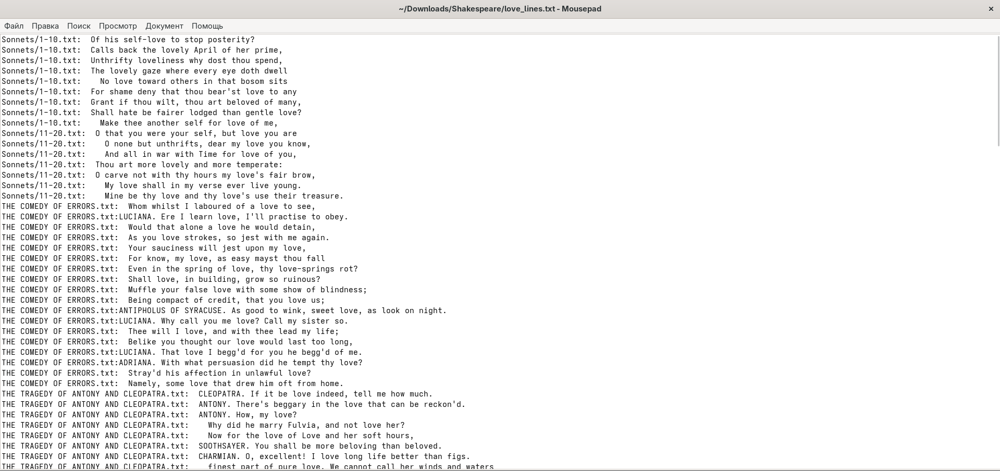 ~/Downloads/Shakespeare/love_lines.txt - Mousepad
Файл Правка Поиск Просмотр Документ Помощь
Sonnets/1-10.txt:  Of his self-love to stop posterity?
Sonnets/1-10.txt:  Calls back the lovely April of her prime,
Sonnets/1-10.txt:  Unthrifty loveliness why dost thou spend,
Sonnets/1-10.txt:  The lovely gaze where every eye doth dwell
Sonnets/1-10.txt:    No love toward others in that bosom sits
Sonnets/1-10.txt:  For shame deny that thou bear'st love to any
Sonnets/1-10.txt:  Grant if thou wilt, thou art beloved of many,
Sonnets/1-10.txt:  Shall hate be fairer lodged than gentle love?
Sonnets/1-10.txt:    Make thee another self for love of me,
Sonnets/11-20.txt:  O that you were your self, but love you are
Sonnets/11-20.txt:    O none but unthrifts, dear my love you know,
Sonnets/11-20.txt:    And all in war with Time for love of you,
Sonnets/11-20.txt:  Thou art more lovely and more temperate:
Sonnets/11-20.txt:  O carve not with thy hours my love's fair brow,
Sonnets/11-20.txt:    My love shall in my verse ever live young.
Sonnets/11-20.txt:    Mine be thy love and thy love's use their treasure.
THE COMEDY OF ERRORS.txt:  Whom whilst I laboured of a love to see,
THE COMEDY OF ERRORS.txt:LUCIANA. Ere I learn love, I'll practise to obey.
THE COMEDY OF ERRORS.txt:  Would that alone a love he would detain,
THE COMEDY OF ERRORS.txt:  As you love strokes, so jest with me again.
THE COMEDY OF ERRORS.txt:  Your sauciness will jest upon my love,
THE COMEDY OF ERRORS.txt:  For know, my love, as easy mayst thou fall
THE COMEDY OF ERRORS.txt:  Even in the spring of love, thy love-springs rot?
THE COMEDY OF ERRORS.txt:  Shall love, in building, grow so ruinous?
THE COMEDY OF ERRORS.txt:  Muffle your false love with some show of blindness;
THE COMEDY OF ERRORS.txt:  Being compact of credit, that you love us;
THE COMEDY OF ERRORS.txt:ANTIPHOLUS OF SYRACUSE. As good to wink, sweet love, as look on night.
THE COMEDY OF ERRORS.txt:LUCIANA. Why call you me love? Call my sister so.
THE COMEDY OF ERRORS.txt:  Thee will I love, and with thee lead my life;
THE COMEDY OF ERRORS.txt:  Belike you thought our love would last too long,
THE COMEDY OF ERRORS.txt:LUCIANA. That love I begg'd for you he begg'd of me.
THE COMEDY OF ERRORS.txt:ADRIANA. With what persuasion did he tempt thy love?
THE COMEDY OF ERRORS.txt:  Stray'd his affection in unlawful love?
THE COMEDY OF ERRORS.txt:  Namely, some love that drew him oft from home.
THE TRAGEDY OF ANTONY AND CLEOPATRA.txt:  CLEOPATRA. If it be love indeed, tell me how much.
THE TRAGEDY OF ANTONY AND CLEOPATRA.txt:  ANTONY. There's beggary in the love that can be reckon'd.
THE TRAGEDY OF ANTONY AND CLEOPATRA.txt:  ANTONY. How, my love?
THE TRAGEDY OF ANTONY AND CLEOPATRA.txt:    Why did he marry Fulvia, and not love her?
THE TRAGEDY OF ANTONY AND CLEOPATRA.txt:    Now for the love of Love and her soft hours,
THE TRAGEDY OF ANTONY AND CLEOPATRA.txt:  SOOTHSAYER. You shall be more beloving than beloved.
THE TRAGEDY OF ANTONY AND CLEOPATRA.txt:  CHARMIAN. O, excellent! I love long life better than figs.
THE TRAGEDY OF ANTONY AND CLEOPATRA.txt:    finest part of pure love. We cannot call her winds and waters